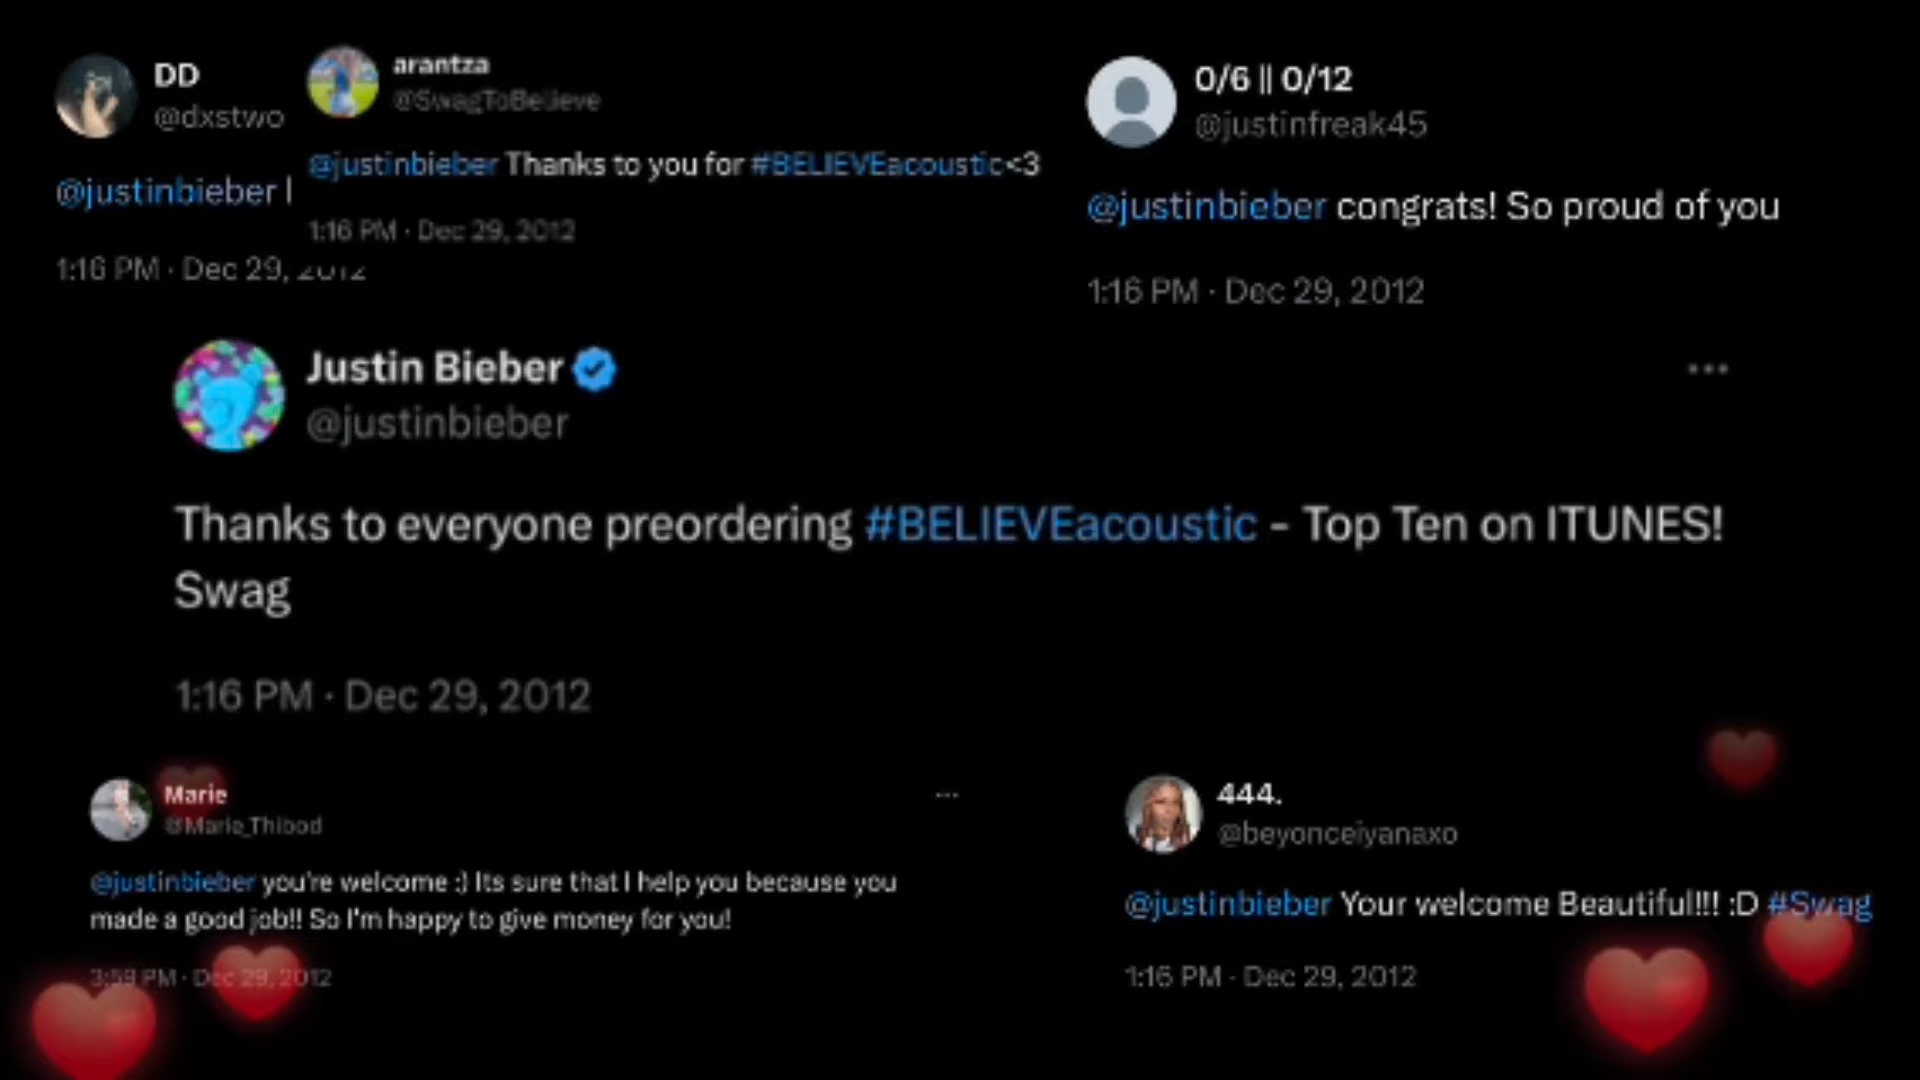 DD
@dxstwo
@justinbieber
1:16 PM · Dec 29, 2012
arantza
@SwagToBelieve
@justinbieber Thanks to you for #BELIEVEacoustic<3
1:16 PM · Dec 29, 2012
0/6 || 0/12
@justinfreak45
@justinbieber congrats! So proud of you
1:16 PM · Dec 29, 2012
Justin Bieber
@justinbieber
Thanks to everyone preordering #BELIEVEacoustic - Top Ten on ITUNES!
Swag
1:16 PM · Dec 29, 2012
Marie
@Marie_Thibod
@justinbieber you're welcome :) Its sure that I help you because you
made a good job!! So I'm happy to give money for you!
3:59 PM · Dec 29, 2012
444.
@beyonceiyanaxo
@justinbieber Your welcome Beautiful!!! :D #Swag
1:16 PM · Dec 29, 2012